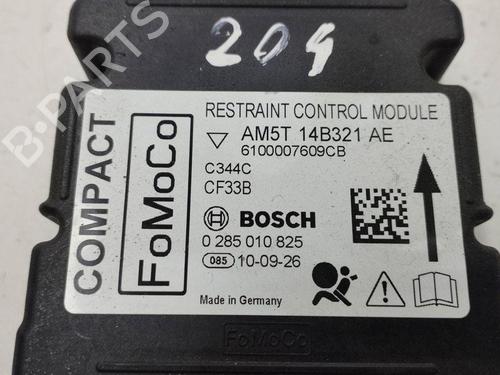 204
COMPACT
FoMoCo
RESTRAINT CONTROL MODULE
AM5T 14B321 AE
6100007609CB
C344C
CF33B
BOSCH
0 285 010 825
085 10-09-26
Made in Germany
FoMoCo
B-PARTS